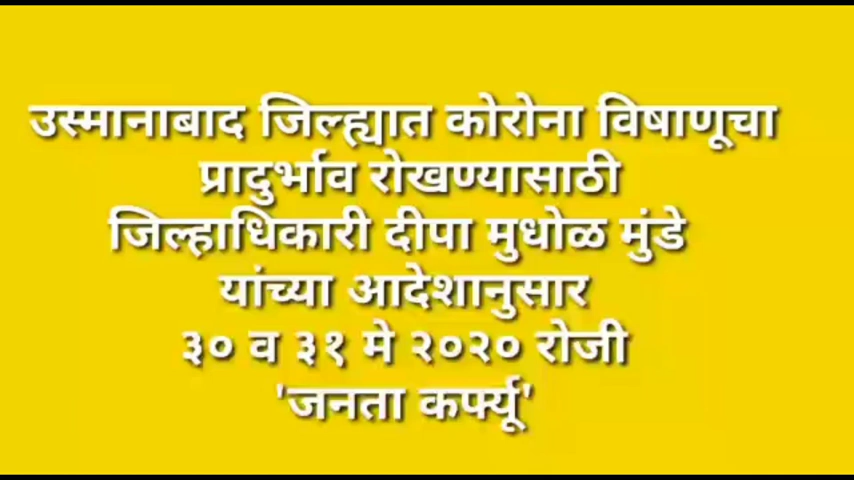 उस्मानाबाद जिल्ह्यात कोरोना विषाणूचा
प्रादुर्भाव रोखण्यासाठी
जिल्हाधिकारी दीपा मुधोळ मुंडे
यांच्या आदेशानुसार
३० व ३१ मे २०२० रोजी
'जनता कर्फ्यू'